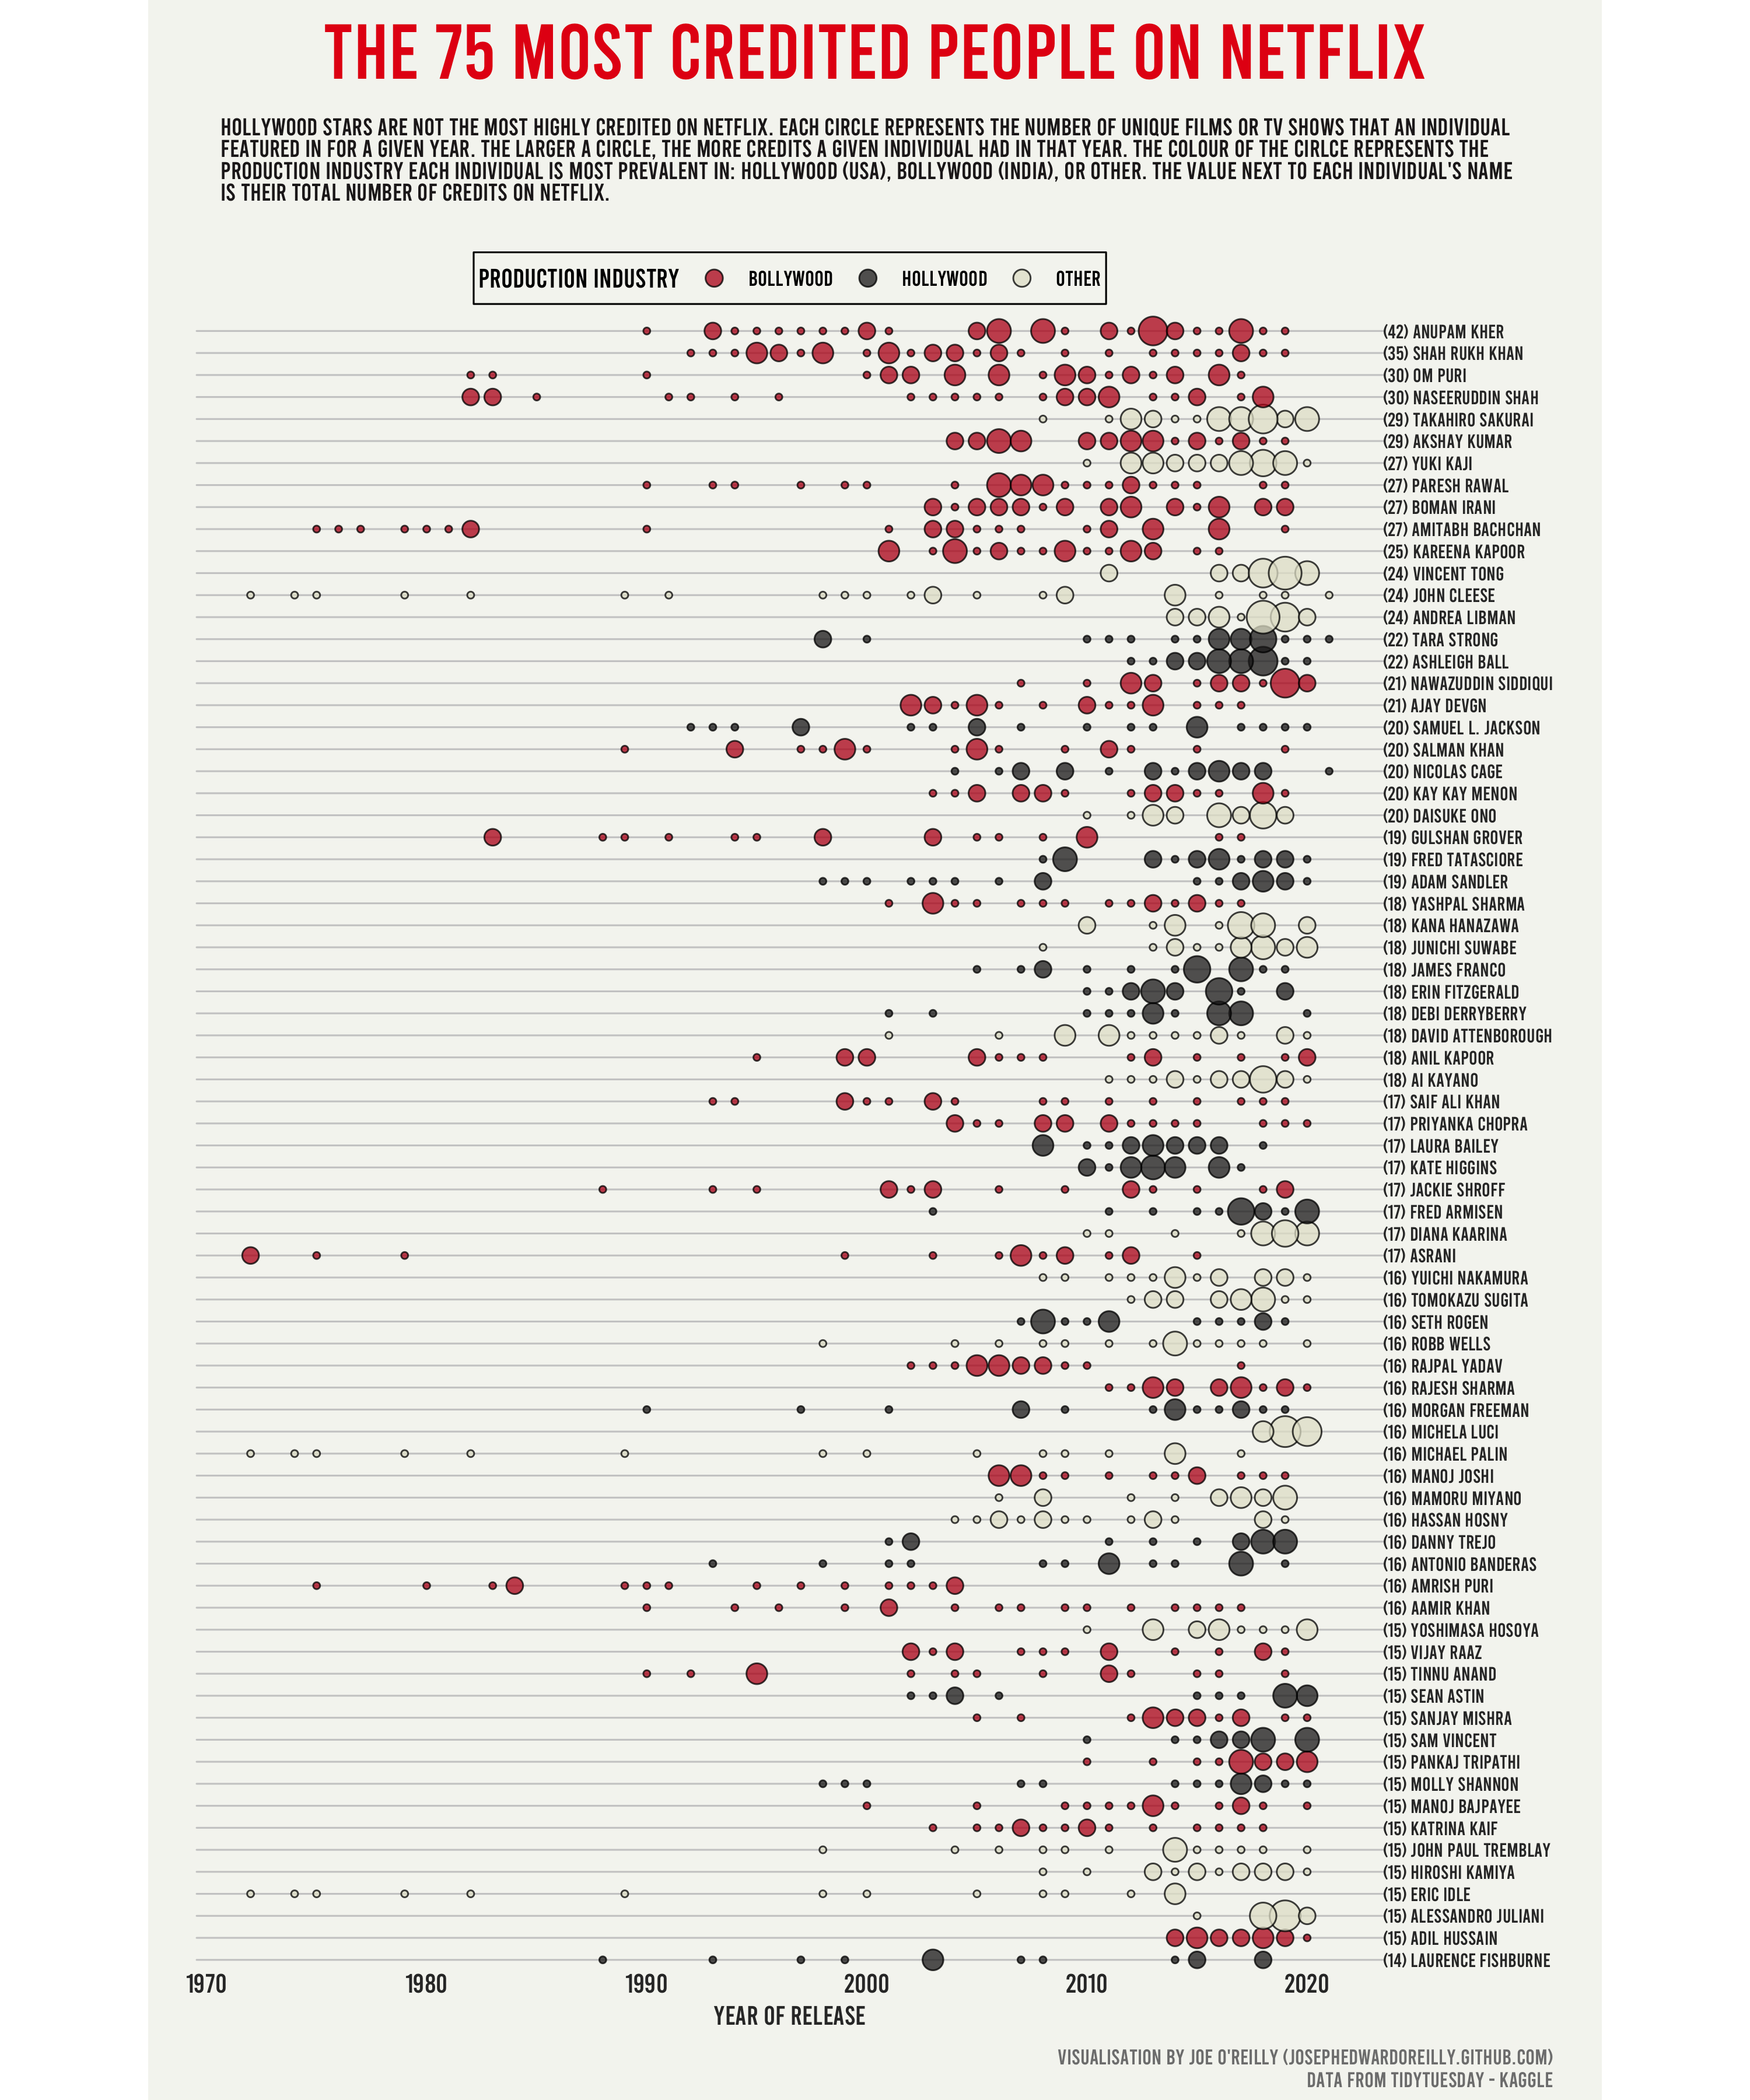 THE 75 MOST CREDITED PEOPLE ON NETFLIX
HOLLYWOOD STARS ARE NOT THE MOST HIGHLY CREDITED ON NETFLIX. EACH CIRCLE REPRESENTS THE NUMBER OF UNIQUE FILMS OR TV SHOWS THAT AN INDIVIDUAL
FEATURED IN FOR A GIVEN YEAR. THE LARGER A CIRCLE, THE MORE CREDITS A GIVEN INDIVIDUAL HAD IN THAT YEAR. THE COLOUR OF THE CIRLCE REPRESENTS THE
PRODUCTION INDUSTRY EACH INDIVIDUAL IS MOST PREVALENT IN: HOLLYWOOD (USA), BOLLYWOOD (INDIA), OR OTHER. THE VALUE NEXT TO EACH INDIVIDUAL'S NAME
IS THEIR TOTAL NUMBER OF CREDITS ON NETFLIX.
PRODUCTION INDUSTRY BOLLYWOOD HOLLYWOOD OTHER
(42) ANUPAM KHER
(35) SHAH RUKH KHAN
(30) OM PURI
(30) NASEERUDDIN SHAH
(29) TAKAHIRO SAKURAI
(29) AKSHAY KUMAR
(27) YUKI KAJI
(27) PARESH RAWAL
(27) BOMAN IRANI
(27) AMITABH BACHCHAN
(25) KAREENA KAPOOR
(24) VINCENT TONG
(24) JOHN CLEESE
(24) ANDREA LIBMAN
(22) TARA STRONG
(22) ASHLEIGH BALL
(21) NAWAZUDDIN SIDDIQUI
(21) AJAY DEVGN
(20) SAMUEL L. JACKSON
(20) SALMAN KHAN
(20) NICOLAS CAGE
(20) KAY KAY MENON
(20) DAISUKE ONO
(19) GULSHAN GROVER
(19) FRED TATASCIORE
(19) ADAM SANDLER
(18) YASHPAL SHARMA
(18) KANA HANAZAWA
(18) JUNICHI SUWABE
(18) JAMES FRANCO
(18) ERIN FITZGERALD
(18) DEBI DERRYBERRY
(18) DAVID ATTENBOROUGH
(18) ANIL KAPOOR
(18) AI KAYANO
(17) SAIF ALI KHAN
(17) PRIYANKA CHOPRA
(17) LAURA BAILEY
(17) KATE HIGGINS
(17) JACKIE SHROFF
(17) FRED ARMISEN
(17) DIANA KAARINA
(17) ASRANI
(16) YUICHI NAKAMURA
(16) TOMOKAZU SUGITA
(16) SETH ROGEN
(16) ROBB WELLS
(16) RAJPAL YADAV
(16) RAJESH SHARMA
(16) MORGAN FREEMAN
(16) MICHELA LUCI
(16) MICHAEL PALIN
(16) MANOJ JOSHI
(16) MAMORU MIYANO
(16) HASSAN HOSNY
(16) DANNY TREJO
(16) ANTONIO BANDERAS
(16) AMRISH PURI
(16) AAMIR KHAN
(15) YOSHIMASA HOSOYA
(15) VIJAY RAAZ
(15) TINNU ANAND
(15) SEAN ASTIN
(15) SANJAY MISHRA
(15) SAM VINCENT
(15) PANKAJ TRIPATHI
(15) MOLLY SHANNON
(15) MANOJ BAJPAYEE
(15) KATRINA KAIF
(15) JOHN PAUL TREMBLAY
(15) HIROSHI KAMIYA
(15) ERIC IDLE
(15) ALESSANDRO JULIANI
(15) ADIL HUSSAIN
(14) LAURENCE FISHBURNE
1970 1980 1990 2000 2010 2020
YEAR OF RELEASE
VISUALISATION BY JOE O'REILLY (JOSEPHEDWARDOREILLY.GITHUB.COM)
DATA FROM TIDYTUESDAY - KAGGLE